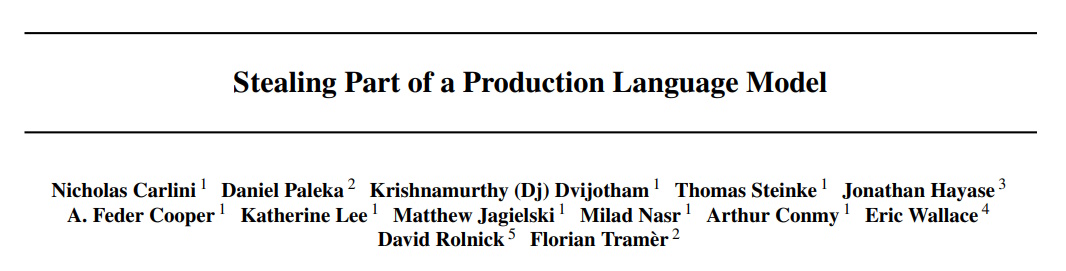 Stealing Part of a Production Language Model
Nicholas Carlini 1 Daniel Paleka 2 Krishnamurthy (Dj) Dvijotham 1 Thomas Steinke 1 Jonathan Hayase 3
A. Feder Cooper 1 Katherine Lee 1 Matthew Jagielski 1 Milad Nasr 1 Arthur Conmy 1 Eric Wallace 4
David Rolnick 5 Florian Tramèr 2